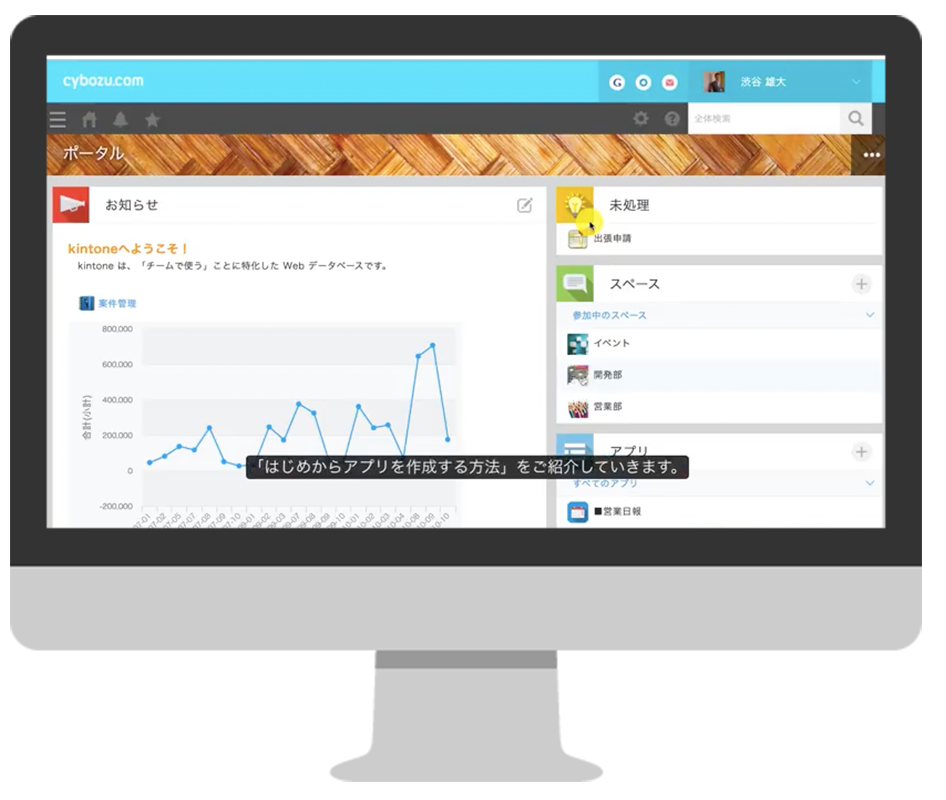 cybozu.com
渋谷 雄大
全体検索
ポータル
お知らせ
kintoneへようこそ！
kintone は、「チームで使う」ことに特化した Web データベースです。
案件管理
800,000
600,000
400,000
200,000
0
-200,000
合計(小計)
未処理
出張申請
スペース
参加中のスペース
イベント
開発部
営業部
アプリ
すべてのアプリ
■営業日報
「はじめからアプリを作成する方法」をご紹介していきます。